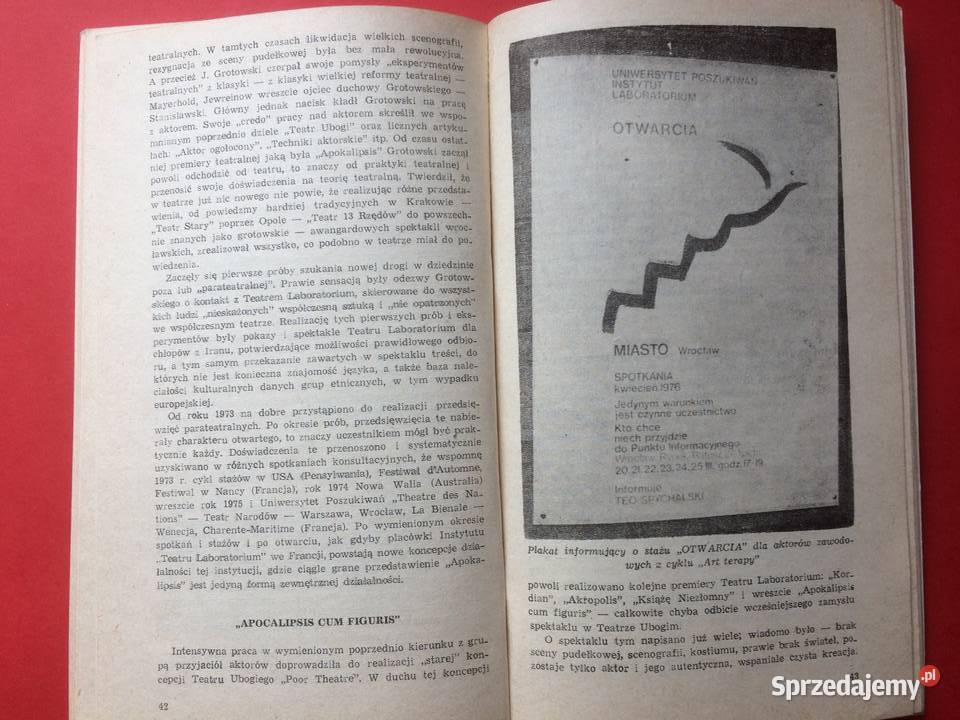 teatralnych. W tamtych czasach likwidacja wielkich scenografii,
rezygnacja ze sceny pudełkowej była bez mała rewolucyjna.
A przecież J. Grotowski czerpał swoje pomysły „eksperymentów
teatralnych” z klasyki — z klasyki wielkiej reformy teatralnej —
Mayerhold, Jewreinow wreszcie ojciec duchowy Grotowskiego —
Stanisławski. Główny jednak nacisk kładł Grotowski na pracę
z aktorem. Swoje „credo” pracy nad aktorem skreślił we wspo-
mnianym poprzednio dziele „Teatr Ubogi” oraz licznych artyku-
łach: „Aktor ogołocony”, „Techniki aktorskie” itp. Od czasu ostat-
niej premiery teatralnej jaką była „Apokalipsis” Grotowski zaczął
powoli odchodzić od teatru, to znaczy od praktyki teatralnej i
przenosić swoje doświadczenia na teorię teatralną. Twierdził, że
w teatrze już nic nowego nie powie, że realizując różne przedsta-
wienia, od powiedzmy bardziej tradycyjnych w Krakowie —
„Teatr Stary” poprzez Opole — „Teatr 13 Rzędów” do powszech-
nie znanych jako grotowskie — awangardowych spektakli wroc-
ławskich, zrealizował wszystko, co podobno w teatrze miał do po-
wiedzenia.
Zaczęły się pierwsze próby szukania nowej drogi w dziedzinie
poza lub „parateatralnej”. Prawie sensacją były odezwy Grotow-
skiego o kontakt z Teatrem Laboratorium, skierowane do wszyst-
kich ludzi „nieskażonych” współczesną sztuką i „nie opatrzonych”
we współczesnym teatrze. Realizację tych pierwszych prób i eks-
perymentów były pokazy i spektakle Teatru Laboratorium dla
chłopów z Iranu, potwierdzające możliwości prawidłowego odbio-
ru, a tym samym przekazanie zawartych w spektaklu treści, do
których nie jest konieczna znajomość języka, a także baza nale-
ciałości kulturalnych danych grup etnicznych, w tym wypadku
europejskiej.
Od roku 1973 na dobre przystąpiono do realizacji przedsię-
wzięć parateatralnych. Po okresie prób, przedsięwzięcia te nabie-
rały charakteru otwartego, to znaczy uczestnikiem mógł być prak-
tycznie każdy. Doświadczenia te przenoszono i systematycznie
uzyskiwano w różnych spotkaniach konsultacyjnych, że wspomnę
1973 r. cykl stażów w USA (Pensylwania), Festiwal d'Automne,
Festiwal w Nancy (Francja), rok 1974 Nowa Walia (Australia)
wreszcie rok 1975 i Uniwersytet Poszukiwań „Theatre des Na-
tions” — Teatr Narodów — Warszawa, Wrocław, La Bienale —
Wenecja, Charente-Maritime (Francja). Po wymienionym okresie
spotkań i stażów i po otwarciu, jak gdyby placówki Instytutu
„Teatru Laboratorium” we Francji, powstają nowe koncepcje dzia-
łalności tej instytucji, gdzie ciągle grane przedstawienie „Apoka-
lipsis” jest jedyną formą zewnętrznej działalności.
„APOCALIPSIS CUM FIGURIS”
Intensywna praca w wymienionym poprzednio kierunku z gru-
pą przyjaciół aktorów doprowadziła do realizacji „starej” kon-
cepcji Teatru Ubogiego „Poor Theatre”. W duchu tej koncepcji
42
UNIWERSYTET POSZUKIWAŃ
INSTYTUT
LABORATORIUM
OTWARCIA
MIASTO Wrocław
SPOTKANIA
kwiecień 1976
Jedynym warunkiem
jest czynne uczestnictwo
Kto chce
niech przyjdzie
do Punktu Informacyjnego
20, 21, 22, 23, 24, 25 III, godz. 17-19
Informuje
TEO SPYCHALSKI
Plakat informujący o stażu „OTWARCIA” dla aktorów zawodo-
wych z cyklu „Art terapy”
powoli realizowano kolejne premiery Teatru Laboratorium: „Kor-
dian”, „Akropolis”, „Książę Niezłomny” i wreszcie „Apokalipsis
cum figuris” — całkowite chyba odbicie wcześniejszego zamysłu
spektaklu w Teatrze Ubogim.
O spektaklu tym napisano już wiele; wiadomo było — brak
sceny pudełkowej, scenografii, kostiumu, prawie brak świateł, po-
zostaje tylko aktor i jego autentyczna, wspaniale czysta kreacja.
Sprzedajemy.pl